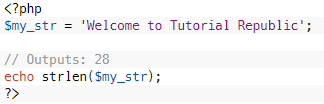 <?php
$my_str = 'Welcome to Tutorial Republic';
// Outputs: 28
echo strlen($my_str);
?>